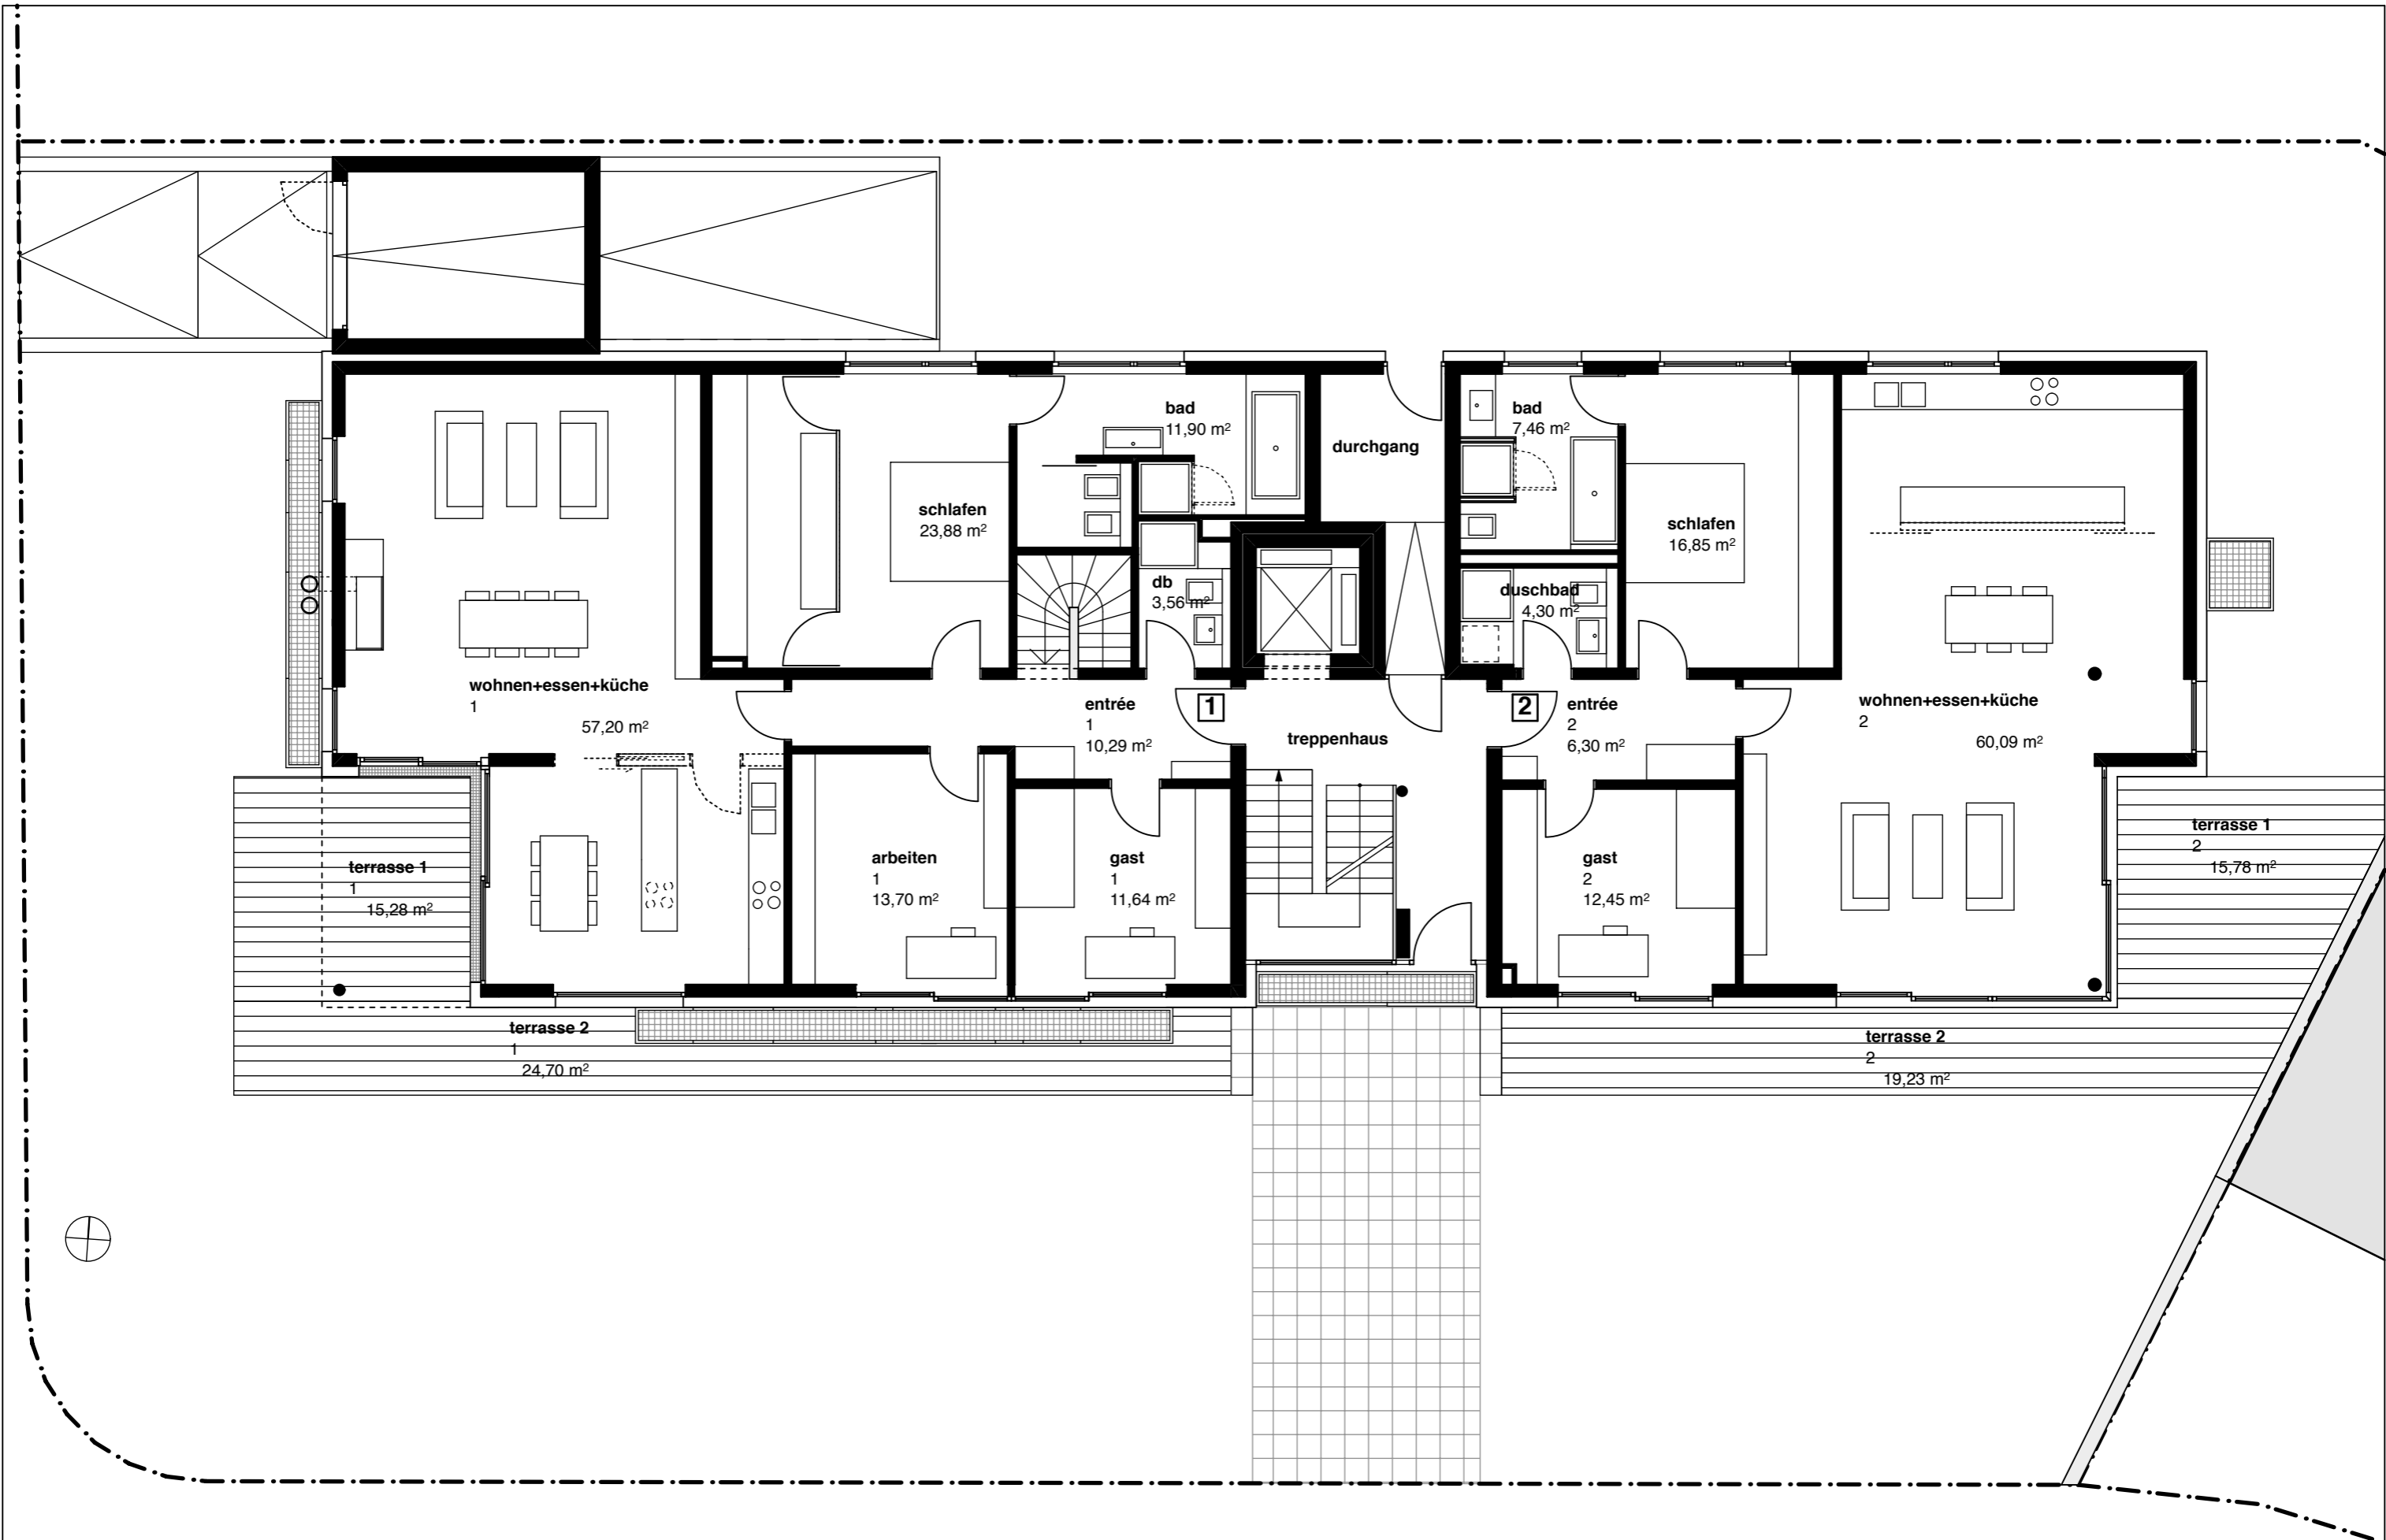 bad
11,90 m²
bad
7,46 m²
durchgang
schlafen
23,88 m²
schlafen
16,85 m²
db
3,56 m²
duschbad
4,30 m²
wohnen+essen+küche
1
57,20 m²
entrée
1
10,29 m²
1
treppenhaus
2
entrée
2
6,30 m²
wohnen+essen+küche
2
60,09 m²
terrasse 1
1
15,28 m²
arbeiten
1
13,70 m²
gast
1
11,64 m²
gast
2
12,45 m²
terrasse 1
2
15,78 m²
terrasse 2
1
24,70 m²
terrasse 2
2
19,23 m²